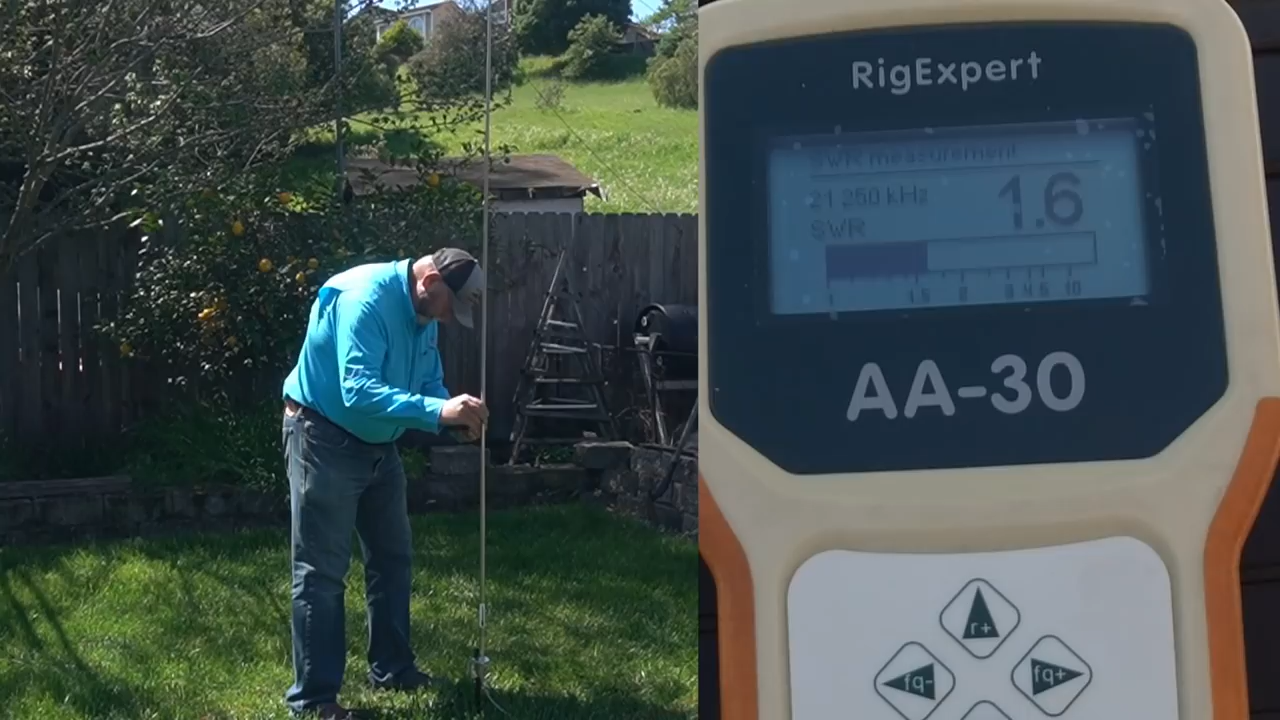 RigExpert
SWR measurement
21 250 kHz
1.6
SWR
1 1.5 2 3 4 6 10
AA-30
r+
fq-
fq+